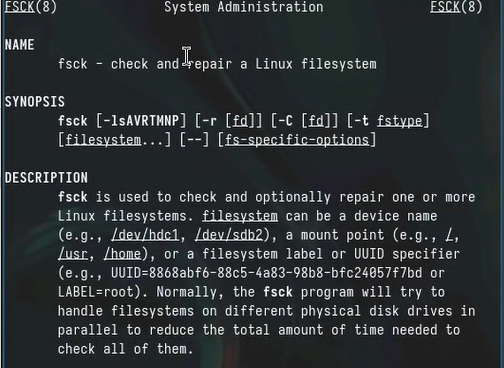 FSCK(8) System Administration FSCK(8)
NAME
fsck - check and repair a Linux filesystem
SYNOPSIS
fsck [-lsAVRTMNP] [-r [fd]] [-C [fd]] [-t fstype]
[filesystem...] [--] [fs-specific-options]
DESCRIPTION
fsck is used to check and optionally repair one or more
Linux filesystems. filesystem can be a device name
(e.g., /dev/hdc1, /dev/sdb2), a mount point (e.g., /,
/usr, /home), or a filesystem label or UUID specifier
(e.g., UUID=8868abf6-88c5-4a83-98b8-bfc24057f7bd or
LABEL=root). Normally, the fsck program will try to
handle filesystems on different physical disk drives in
parallel to reduce the total amount of time needed to
check all of them.